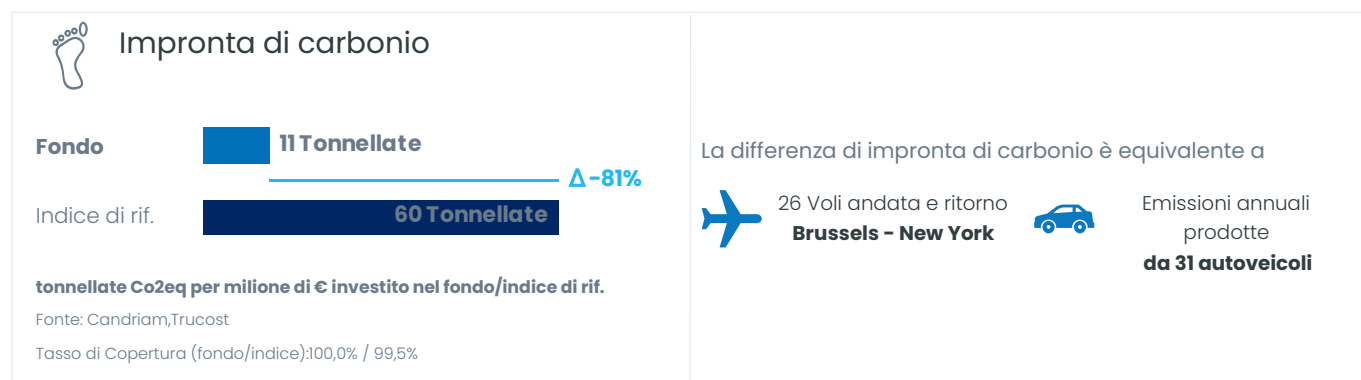 Impronta di carbonio
Fondo
11 Tonnellate
Δ -81%
Indice di rif.
60 Tonnellate
tonnellate Co2eq per milione di € investito nel fondo/indice di rif.
Fonte: Candriam,Trucost
Tasso di Copertura (fondo/indice):100,0% / 99,5%
La differenza di impronta di carbonio è equivalente a
26 Voli andata e ritorno
Brussels - New York
Emissioni annuali
prodotte
da 31 autoveicoli